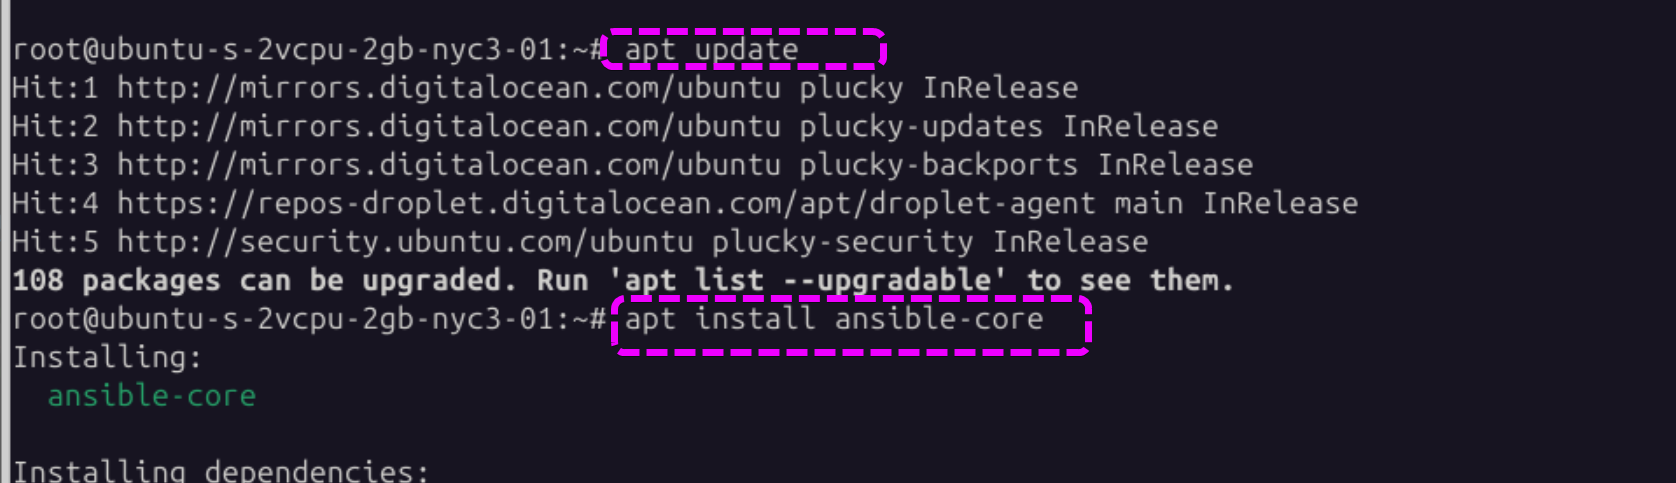 root@ubuntu-s-2vcpu-2gb-nyc3-01:~# apt update
Hit:1 http://mirrors.digitalocean.com/ubuntu plucky InRelease
Hit:2 http://mirrors.digitalocean.com/ubuntu plucky-updates InRelease
Hit:3 http://mirrors.digitalocean.com/ubuntu plucky-backports InRelease
Hit:4 https://repos-droplet.digitalocean.com/apt/droplet-agent main InRelease
Hit:5 http://security.ubuntu.com/ubuntu plucky-security InRelease
108 packages can be upgraded. Run 'apt list --upgradable' to see them.
root@ubuntu-s-2vcpu-2gb-nyc3-01:~# apt install ansible-core
Installing:
  ansible-core
Installing dependencies: